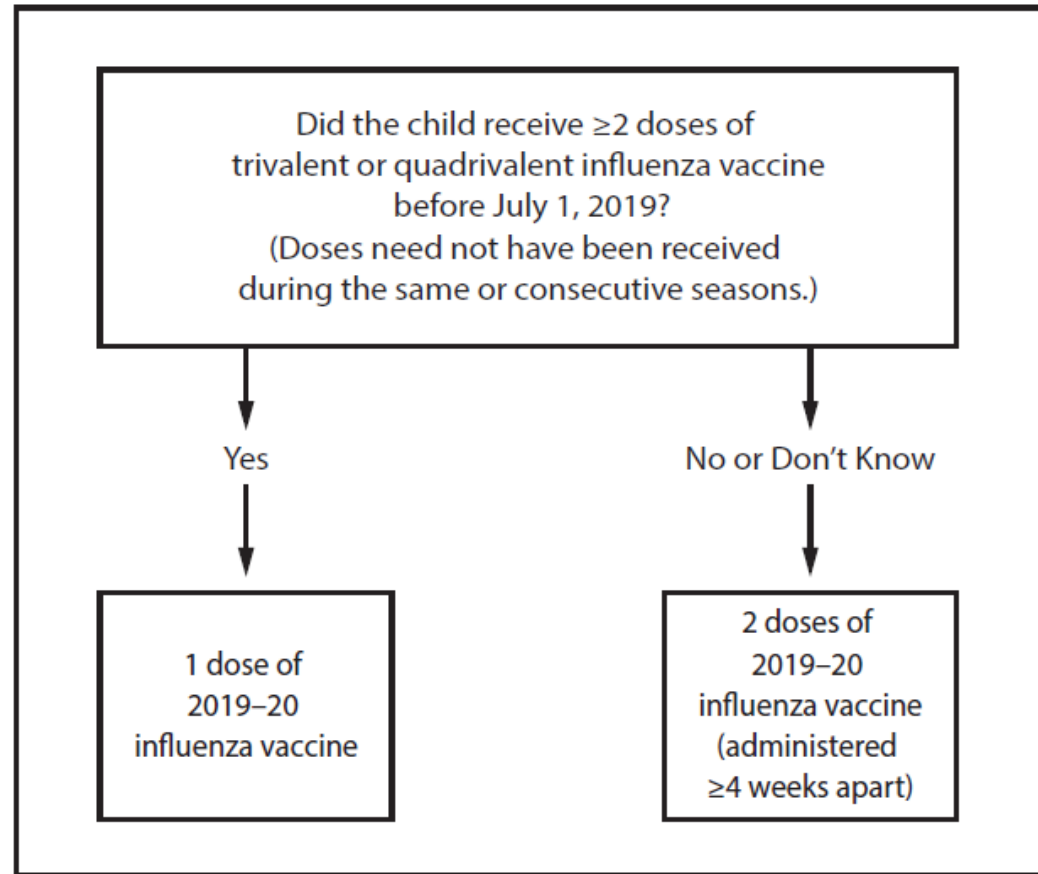 Did the child receive ≥2 doses of
trivalent or quadrivalent influenza vaccine
before July 1, 2019?
(Doses need not have been received
during the same or consecutive seasons.)
Yes
No or Don't Know
1 dose of
2019–20
influenza vaccine
2 doses of
2019–20
influenza vaccine
(administered
≥4 weeks apart)